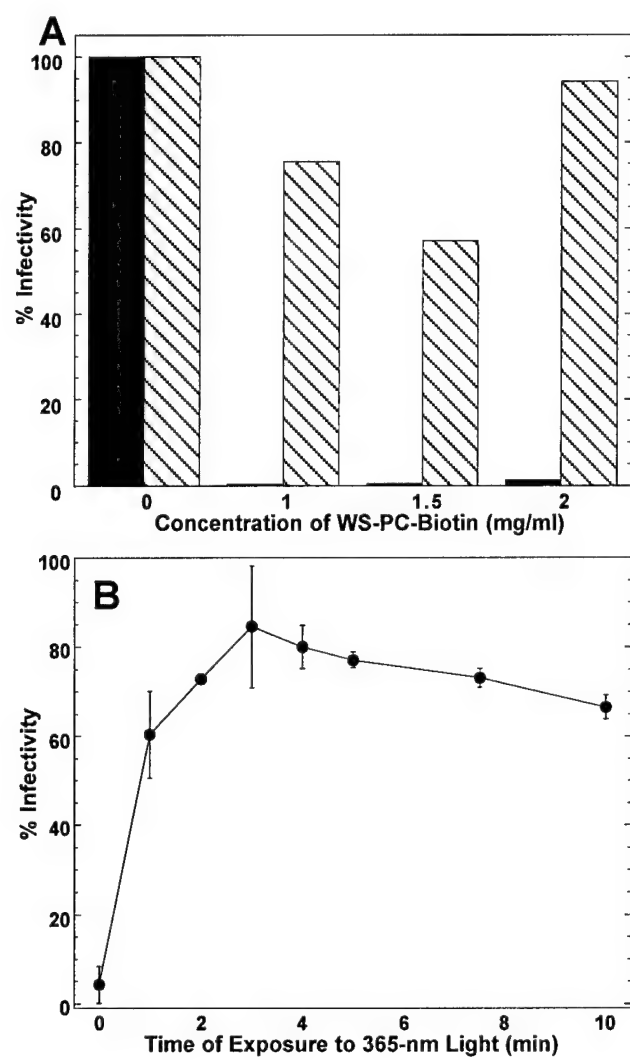 A
100
80
60
40
20
0
% Infectivity
0 1 1.5 2
Concentration of WS-PC-Biotin (mg/ml)
B
100
80
60
40
20
0
% Infectivity
0 2 4 6 8 10
Time of Exposure to 365-nm Light (min)